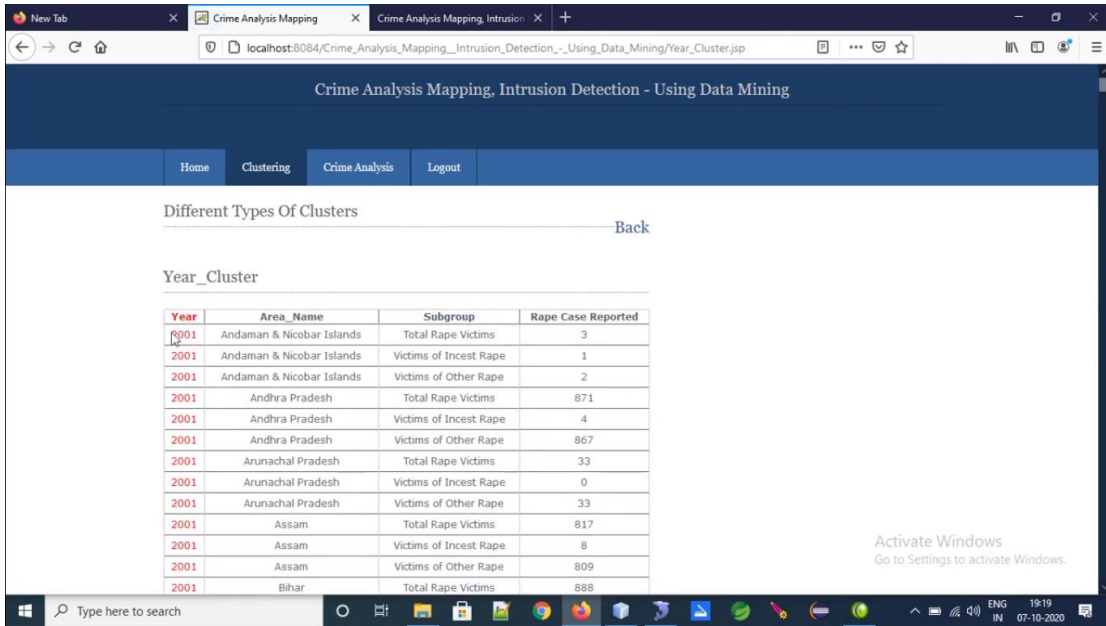 New Tab
Crime Analysis Mapping
Crime Analysis Mapping, Intrusion
localhost:8084/Crime_Analysis_Mapping__Intrusion_Detection_-_Using_Data_Mining/Year_Cluster.jsp
Crime Analysis Mapping, Intrusion Detection - Using Data Mining
Home Clustering Crime Analysis Logout
Different Types Of Clusters
Back
Year_Cluster
Year Area_Name Subgroup Rape Case Reported
2001 Andaman & Nicobar Islands Total Rape Victims 3
2001 Andaman & Nicobar Islands Victims of Incest Rape 1
2001 Andaman & Nicobar Islands Victims of Other Rape 2
2001 Andhra Pradesh Total Rape Victims 871
2001 Andhra Pradesh Victims of Incest Rape 4
2001 Andhra Pradesh Victims of Other Rape 867
2001 Arunachal Pradesh Total Rape Victims 33
2001 Arunachal Pradesh Victims of Incest Rape 0
2001 Arunachal Pradesh Victims of Other Rape 33
2001 Assam Total Rape Victims 817
2001 Assam Victims of Incest Rape 8
2001 Assam Victims of Other Rape 809
2001 Bihar Total Rape Victims 888
Activate Windows
Go to Settings to activate Windows.
Type here to search
ENG 19:19
IN 07-10-2020